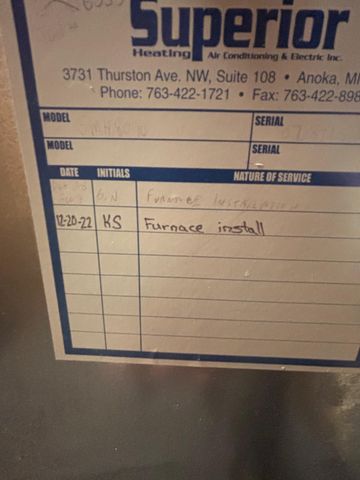 Superior
Heating Air Conditioning & Electric Inc.
3731 Thurston Ave. NW, Suite 108 • Anoka, M
Phone: 763-422-1721 • Fax: 763-422-898
MODEL SERIAL
MODEL SERIAL
DATE INITIALS NATURE OF SERVICE
FURNACE INSTALLATION
12-20-22 KS Furnace install